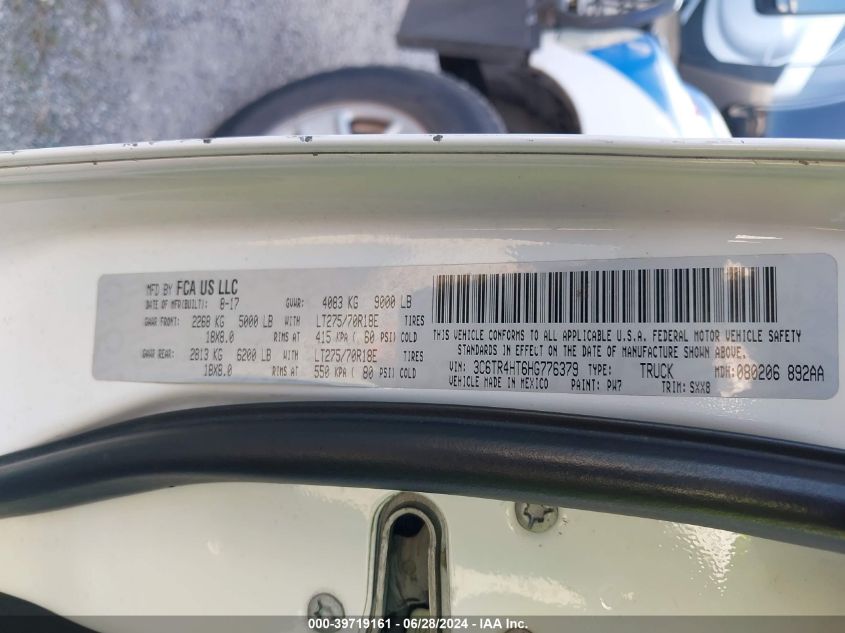 MFD BY FCA US LLC
DATE OF MFR(BUILT): 8-17 GVWR: 4083 KG 9000 LB
GAWR FRONT: 2268 KG 5000 LB WITH LT275/70R18E TIRES
18X8.0 RIMS AT 415 KPA ( 60 PSI) COLD
GAWR REAR: 2813 KG 6200 LB WITH LT275/70R18E TIRES
18X8.0 RIMS AT 550 KPA ( 80 PSI) COLD
THIS VEHICLE CONFORMS TO ALL APPLICABLE U.S.A. FEDERAL MOTOR VEHICLE SAFETY
STANDARDS IN EFFECT ON THE DATE OF MANUFACTURE SHOWN ABOVE.
VIN: 3C6TR4HT6HG776379 TYPE: TRUCK MDH: 080206 892AA
VEHICLE MADE IN MEXICO PAINT: PW7 TRIM: SXX8
000-39719161 - 06/28/2024 - IAA Inc.